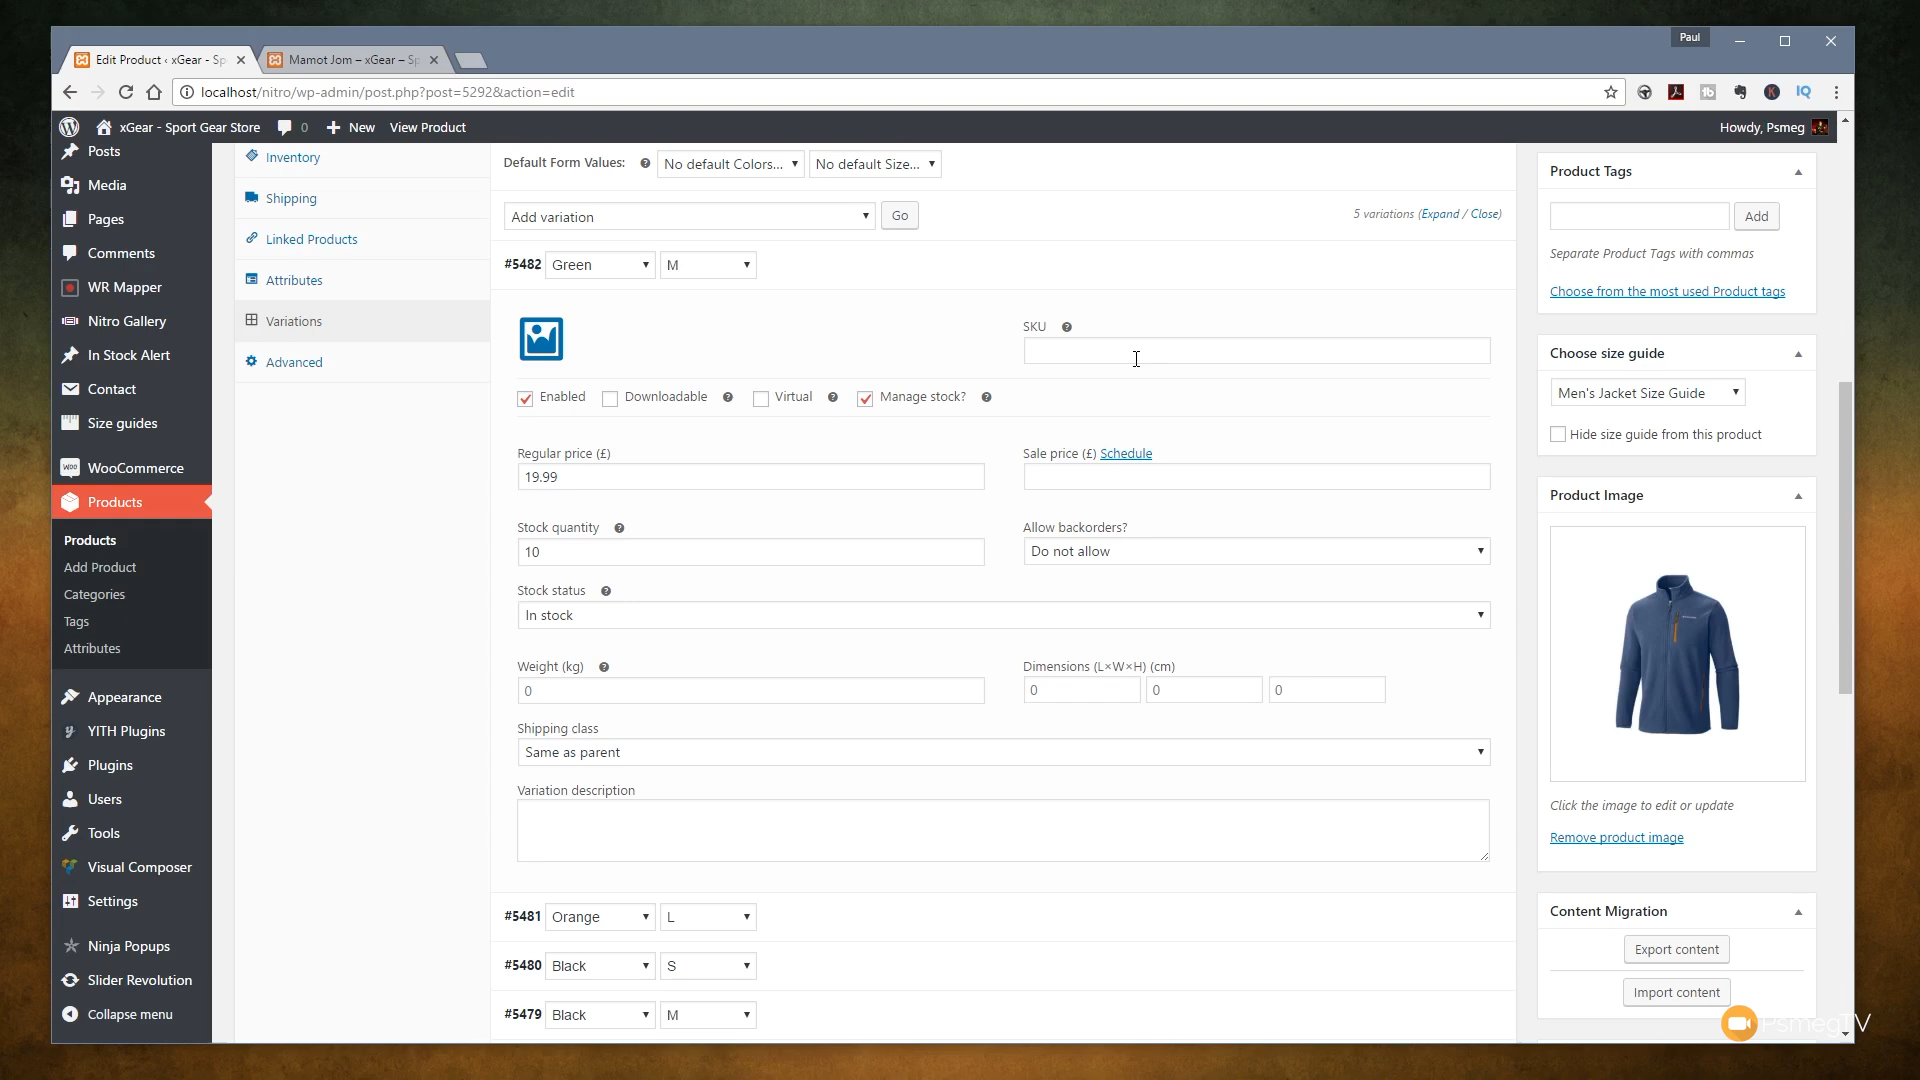 Paul
Edit Product ‹ xGear - Sp
Mamot Jom – xGear – Sp
localhost/nitro/wp-admin/post.php?post=5292&action=edit
xGear - Sport Gear Store
0
New
View Product
Howdy, Psmeg
Posts
Media
Pages
Comments
WR Mapper
Nitro Gallery
In Stock Alert
Contact
Size guides
WooCommerce
Products
Products
Add Product
Categories
Tags
Attributes
Appearance
YITH Plugins
Plugins
Users
Tools
Visual Composer
Settings
Ninja Popups
Slider Revolution
Collapse menu
Inventory
Shipping
Linked Products
Attributes
Variations
Advanced
Default Form Values:
No default Colors...
No default Size...
Add variation
Go
5 variations (Expand / Close)
#5482
Green
M
SKU
Enabled
Downloadable
Virtual
Manage stock?
Regular price (£)
19.99
Sale price (£) Schedule
Stock quantity
10
Allow backorders?
Do not allow
Stock status
In stock
Weight (kg)
0
Dimensions (L×W×H) (cm)
0
0
0
Shipping class
Same as parent
Variation description
#5481
Orange
L
#5480
Black
S
#5479
Black
M
Product Tags
Add
Separate Product Tags with commas
Choose from the most used Product tags
Choose size guide
Men's Jacket Size Guide
Hide size guide from this product
Product Image
Click the image to edit or update
Remove product image
Content Migration
Export content
Import content
PsmegTV